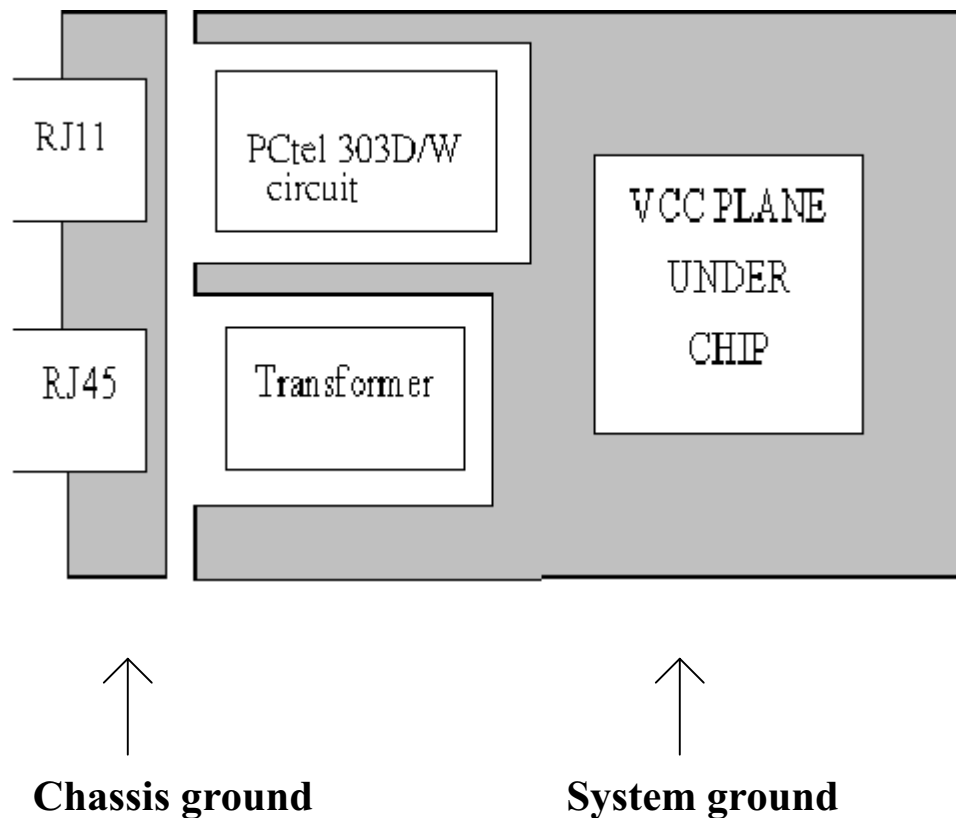 RJ11
PCtel 303D/W
circuit
VCC PLANE
UNDER
CHIP
RJ45
Transformer
Chassis ground
System ground